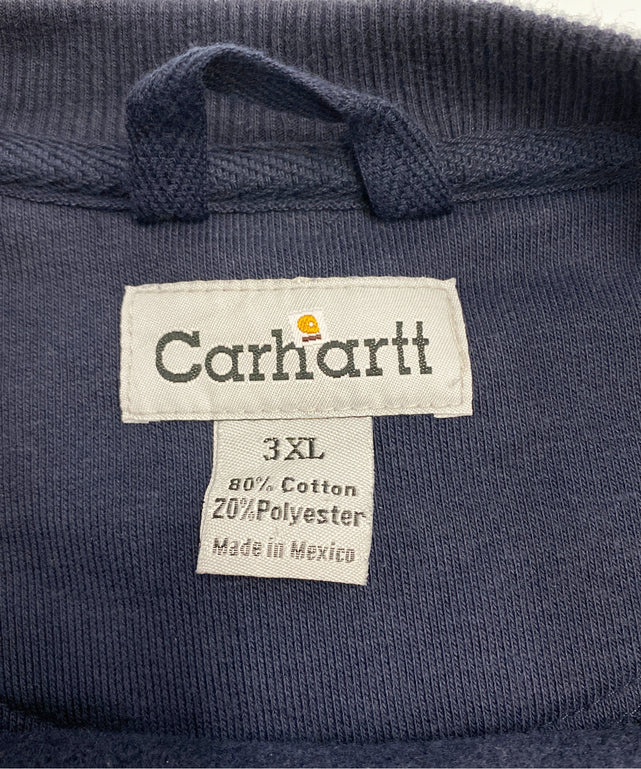 Carhartt
3XL
80% Cotton
20%Polyester
Made in Mexico